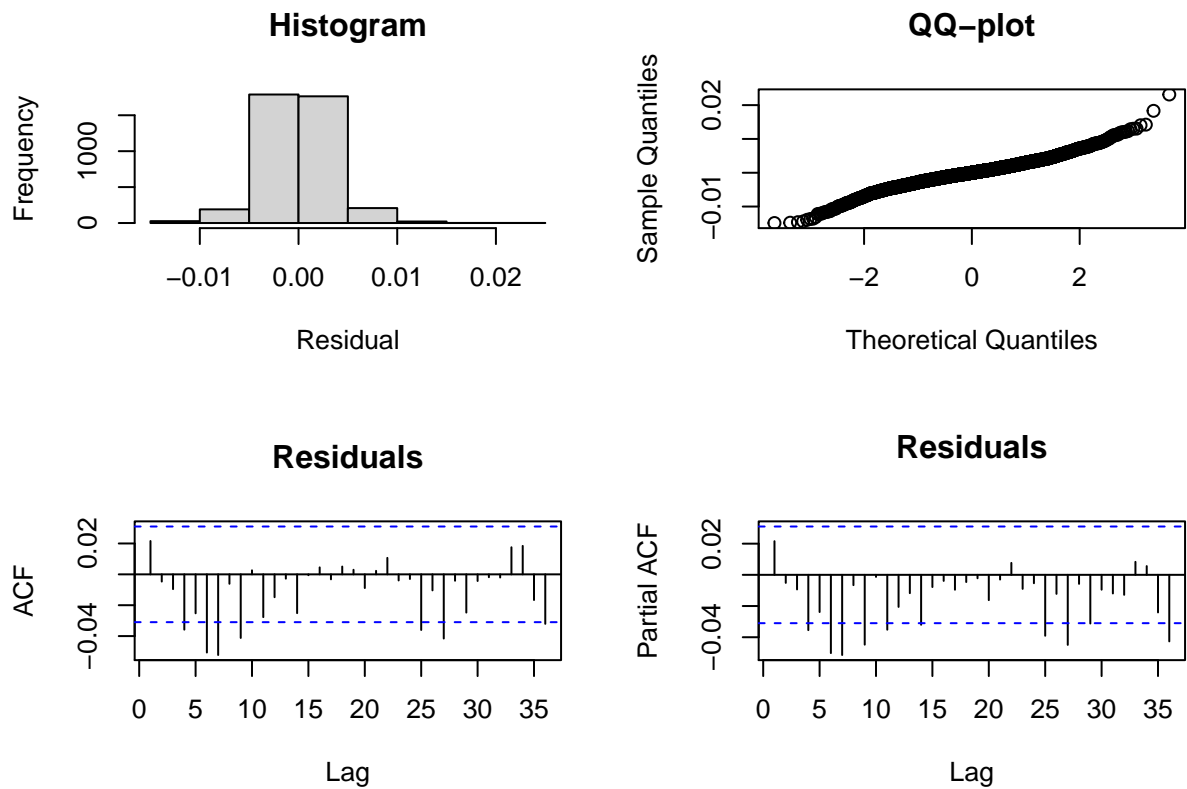 Histogram
Frequency
0
1000
−0.01
0.00
0.01
0.02
Residual
QQ−plot
Sample Quantiles
−0.01
0.02
−2
0
2
Theoretical Quantiles
Residuals
ACF
−0.04
0.02
0
5
10
15
20
25
30
35
Lag
Residuals
Partial ACF
−0.04
0.02
0
5
10
15
20
25
30
35
Lag